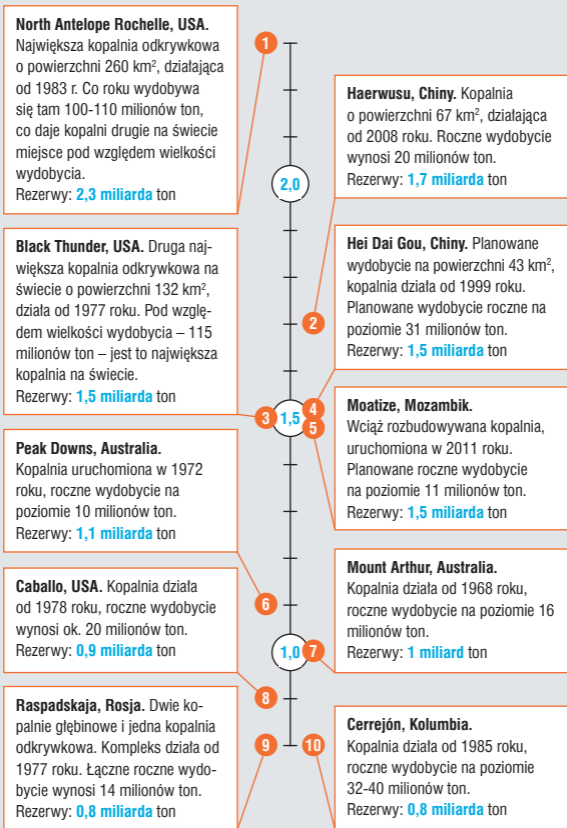 North Antelope Rochelle, USA.
Największa kopalnia odkrywkowa
o powierzchni 260 km², działająca
od 1983 r. Co roku wydobywa
się tam 100-110 milionów ton,
co daje kopalni drugie na świecie
miejsce pod względem wielkości
wydobycia.
Rezerwy: 2,3 miliarda ton
1
Haerwusu, Chiny. Kopalnia
o powierzchni 67 km², działająca
od 2008 roku. Roczne wydobycie
wynosi 20 milionów ton.
Rezerwy: 1,7 miliarda ton
2,0
Black Thunder, USA. Druga naj-
większa kopalnia odkrywkowa na
świecie o powierzchni 132 km²,
działa od 1977 roku. Pod wzglę-
dem wielkości wydobycia – 115
milionów ton – jest to największa
kopalnia na świecie.
Rezerwy: 1,5 miliarda ton
2
Hei Dai Gou, Chiny. Planowane
wydobycie na powierzchni 43 km²,
kopalnia działa od 1999 roku.
Planowane wydobycie roczne na
poziomie 31 milionów ton.
Rezerwy: 1,5 miliarda ton
3 1,5 4
5
Moatize, Mozambik.
Wciąż rozbudowywana kopalnia,
uruchomiona w 2011 roku.
Planowane roczne wydobycie
na poziomie 11 milionów ton.
Rezerwy: 1,5 miliarda ton
Peak Downs, Australia.
Kopalnia uruchomiona w 1972
roku, roczne wydobycie na
poziomie 10 milionów ton.
Rezerwy: 1,1 miliarda ton
6
Mount Arthur, Australia.
Kopalnia działa od 1968 roku,
roczne wydobycie na poziomie 16
milionów ton.
Rezerwy: 1 miliard ton
Caballo, USA. Kopalnia działa
od 1978 roku, roczne wydobycie
wynosi ok. 20 milionów ton.
Rezerwy: 0,9 miliarda ton
1,0 7
8
Raspadskaja, Rosja. Dwie ko-
palnie głębinowe i jedna kopalnia
odkrywkowa. Kompleks działa od
1977 roku. Łączne roczne wydo-
bycie wynosi 14 milionów ton.
Rezerwy: 0,8 miliarda ton
9 10
Cerrejón, Kolumbia.
Kopalnia działa od 1985 roku,
roczne wydobycie na poziomie
32-40 milionów ton.
Rezerwy: 0,8 miliarda ton